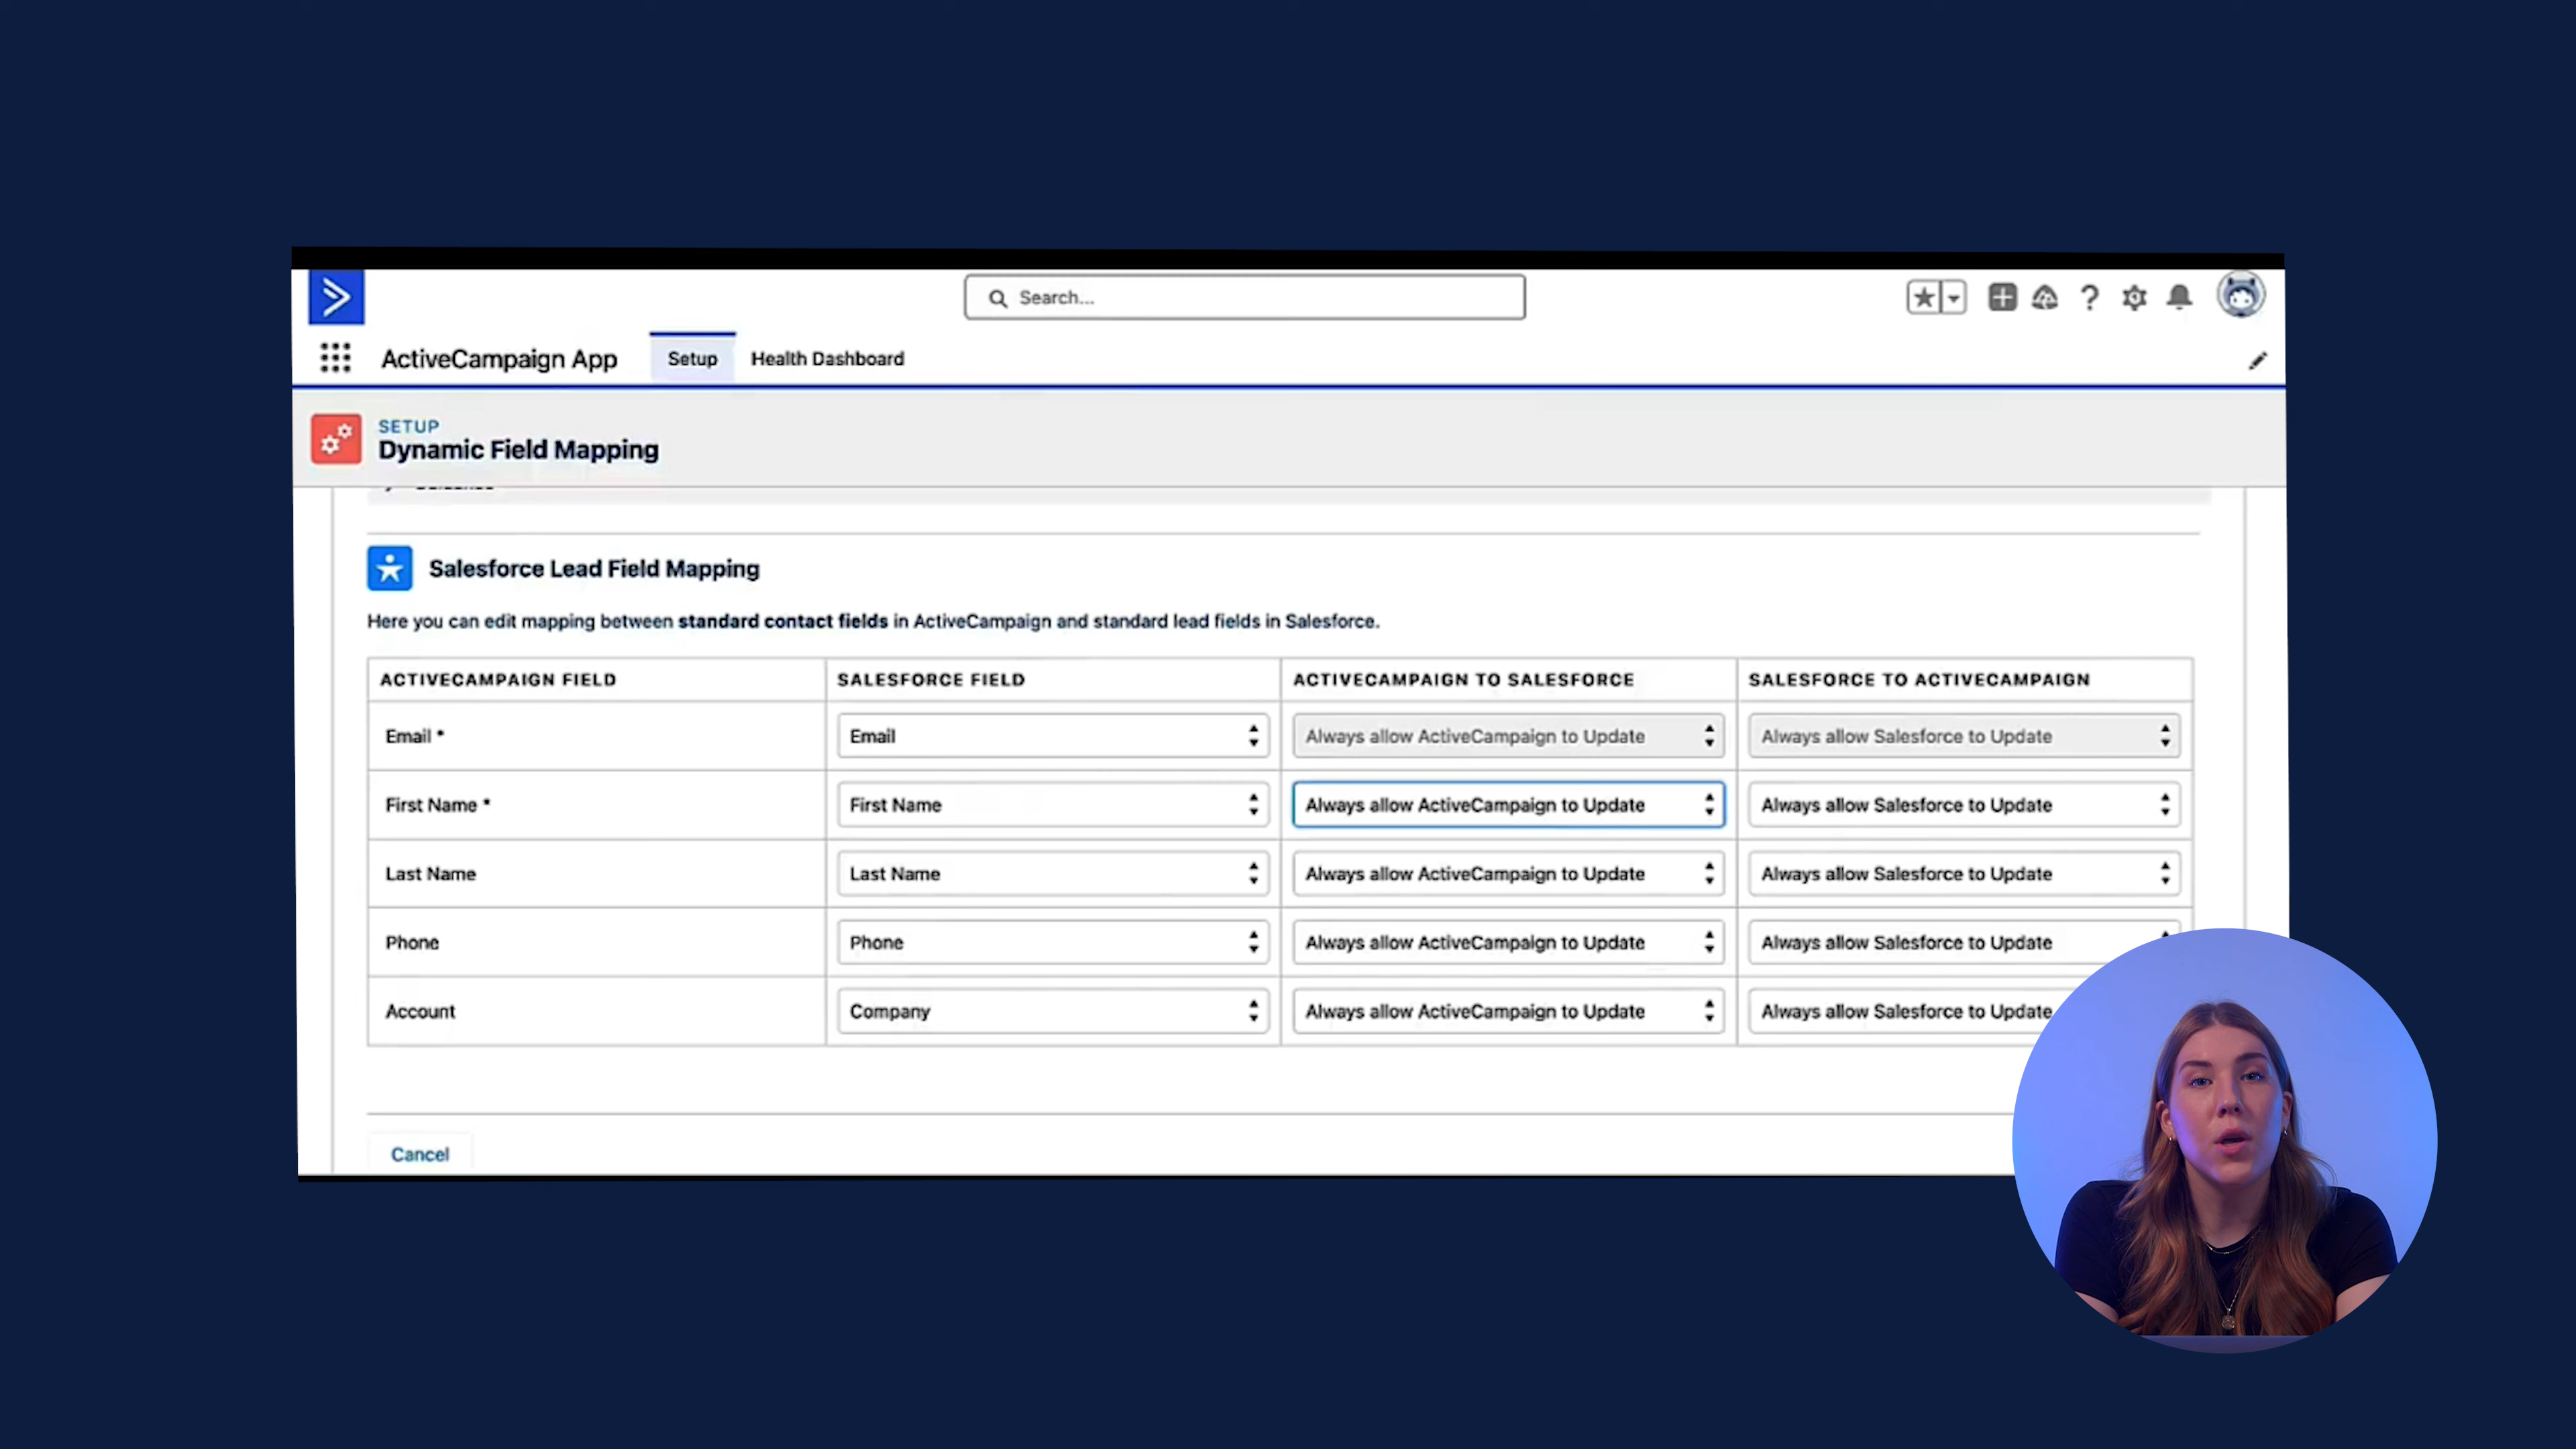 Search...
ActiveCampaign App
Setup
Health Dashboard
SETUP
Dynamic Field Mapping
Salesforce Lead Field Mapping
Here you can edit mapping between standard contact fields in ActiveCampaign and standard lead fields in Salesforce.
ACTIVECAMPAIGN FIELD
SALESFORCE FIELD
ACTIVECAMPAIGN TO SALESFORCE
SALESFORCE TO ACTIVECAMPAIGN
Email *
Email
Always allow ActiveCampaign to Update
Always allow Salesforce to Update
First Name *
First Name
Always allow ActiveCampaign to Update
Always allow Salesforce to Update
Last Name
Last Name
Always allow ActiveCampaign to Update
Always allow Salesforce to Update
Phone
Phone
Always allow ActiveCampaign to Update
Always allow Salesforce to Update
Account
Company
Always allow ActiveCampaign to Update
Always allow Salesforce to Update
Cancel